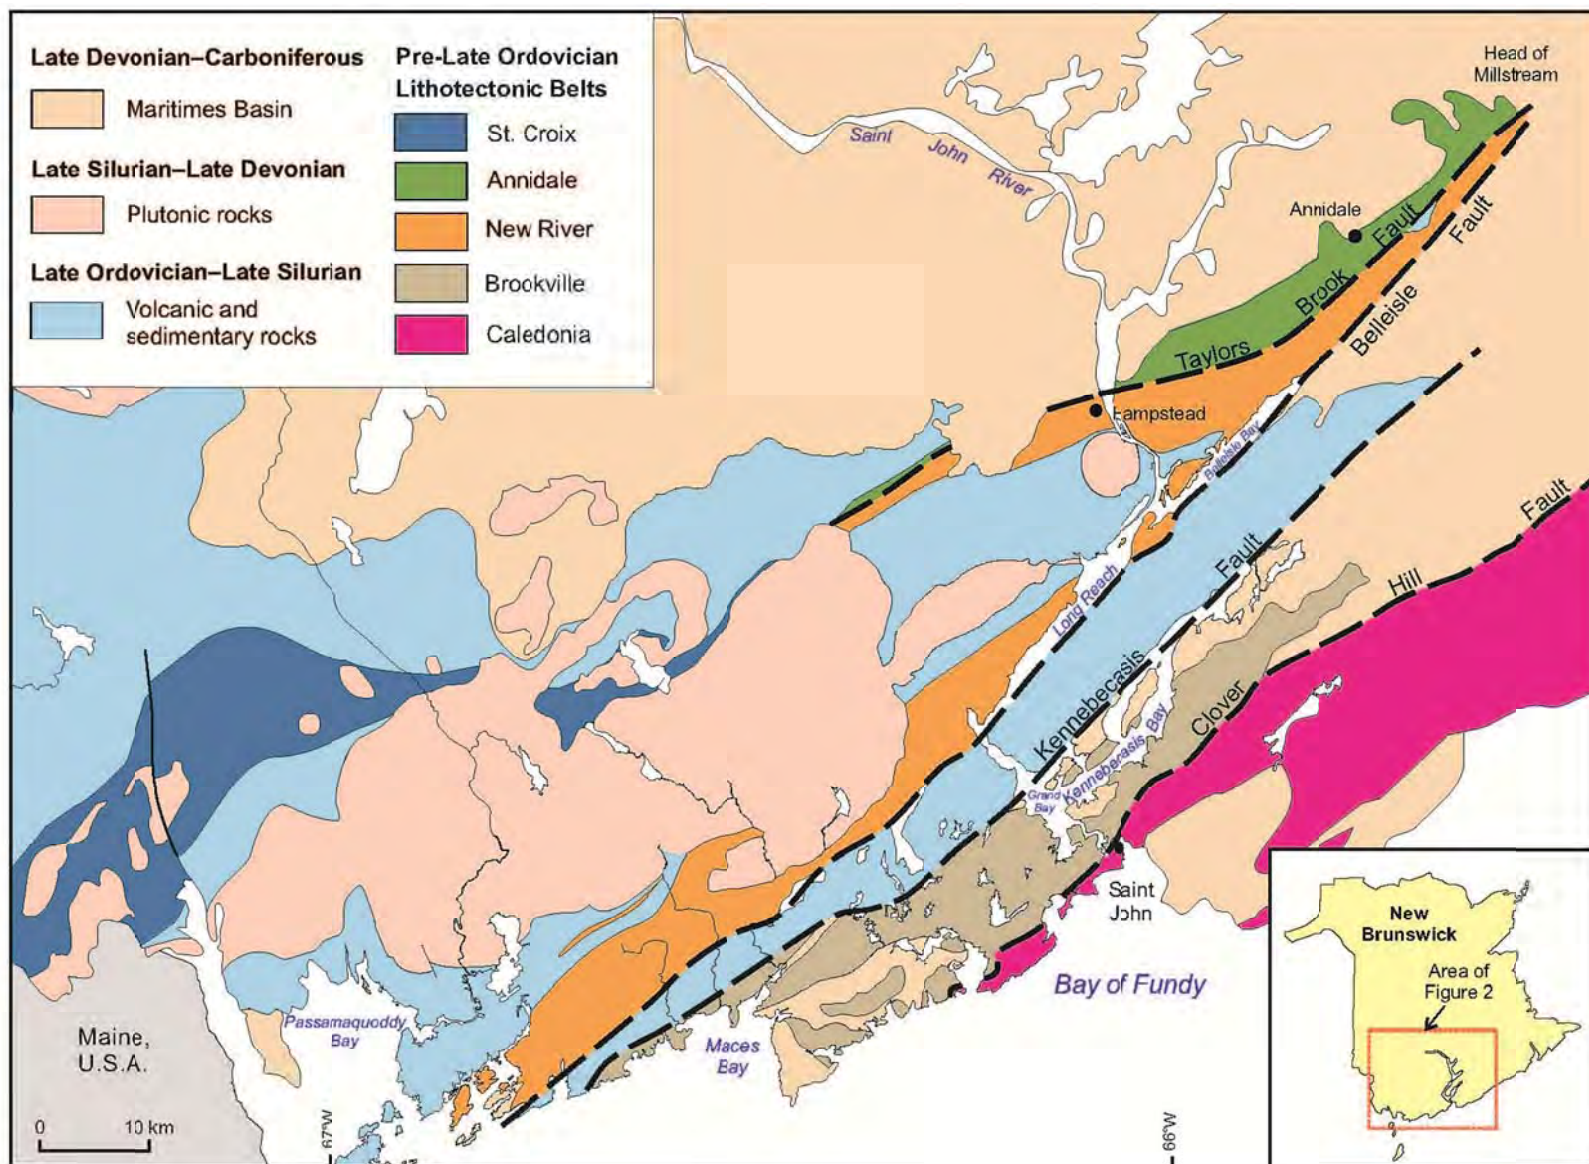 Late Devonian–Carboniferous
Maritimes Basin
Late Silurian–Late Devonian
Plutonic rocks
Late Ordovician–Late Silurian
Volcanic and
sedimentary rocks
Pre-Late Ordovician
Lithotectonic Belts
St. Croix
Annidale
New River
Brookville
Caledonia
Head of
Millstream
Saint John River
Annidale
Taylors Brook Fault
Belleisle Fault
Hampstead
Belleisle Bay
Long Reach
Kennebecasis Fault
Clover Hill Fault
Kennebecasis Bay
Grand
Bay
Saint
John
Bay of Fundy
Maces
Bay
Passamaquoddy
Bay
Maine,
U.S.A.
0 10 km
67°W
66°W
New
Brunswick
Area of
Figure 2